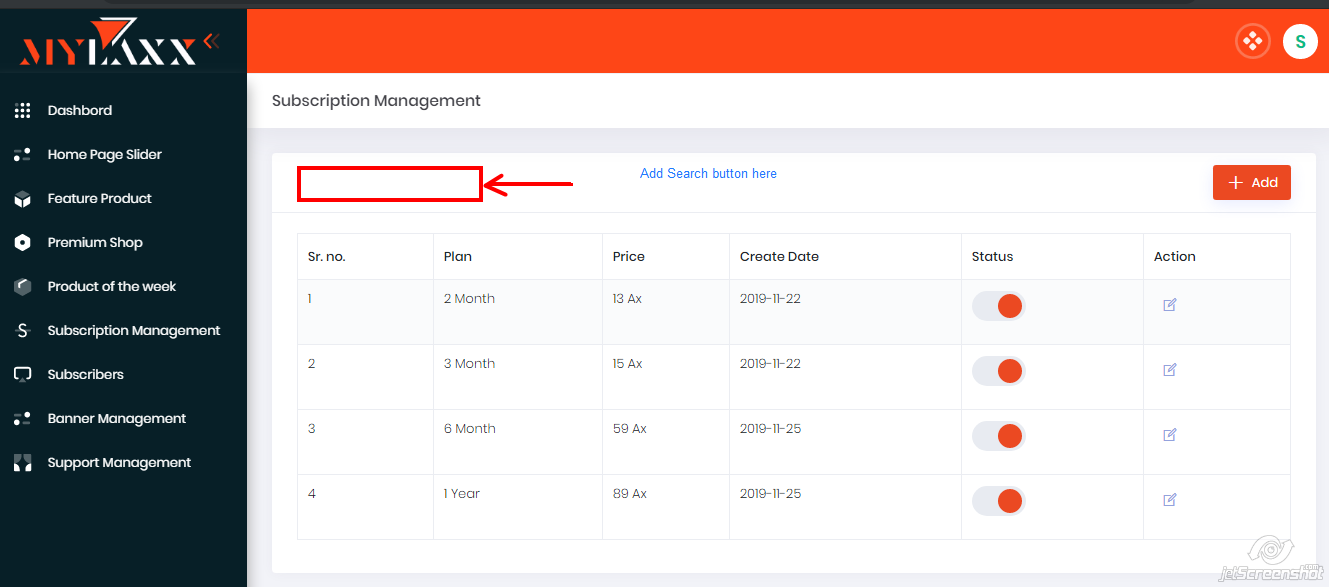 MYTAXX
S
Dashbord
Home Page Slider
Feature Product
Premium Shop
Product of the week
Subscription Management
Subscribers
Banner Management
Support Management
Subscription Management
Add Search button here
+ Add
Sr. no. Plan Price Create Date Status Action
1 2 Month 13 Ax 2019-11-22
2 3 Month 15 Ax 2019-11-22
3 6 Month 59 Ax 2019-11-25
4 1 Year 89 Ax 2019-11-25
jetScreenshot.com